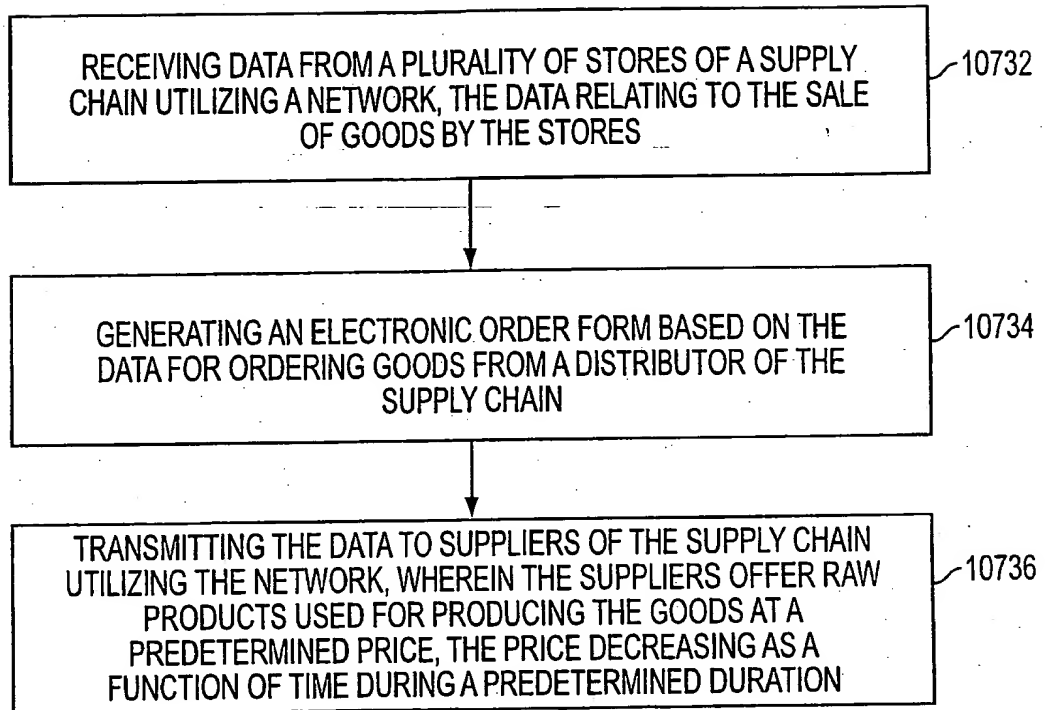 RECEIVING DATA FROM A PLURALITY OF STORES OF A SUPPLY
CHAIN UTILIZING A NETWORK, THE DATA RELATING TO THE SALE
OF GOODS BY THE STORES
10732
GENERATING AN ELECTRONIC ORDER FORM BASED ON THE
DATA FOR ORDERING GOODS FROM A DISTRIBUTOR OF THE
SUPPLY CHAIN
10734
TRANSMITTING THE DATA TO SUPPLIERS OF THE SUPPLY CHAIN
UTILIZING THE NETWORK, WHEREIN THE SUPPLIERS OFFER RAW
PRODUCTS USED FOR PRODUCING THE GOODS AT A
PREDETERMINED PRICE, THE PRICE DECREASING AS A
FUNCTION OF TIME DURING A PREDETERMINED DURATION
10736